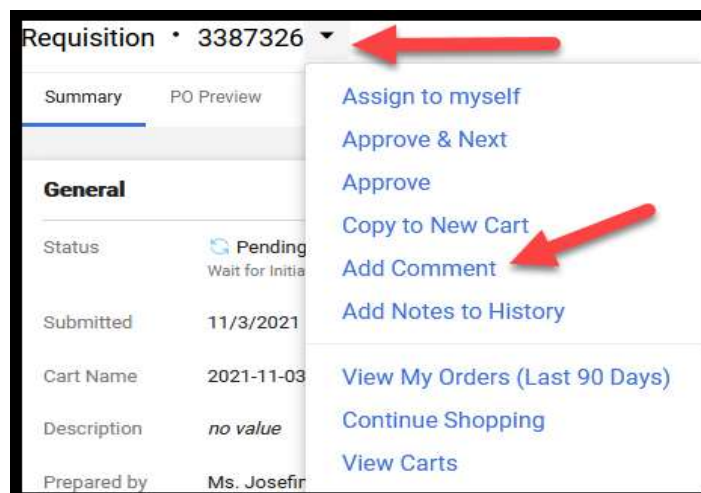 Requisition • 3387326
Summary PO Preview
General
Status Pending
Wait for Initia
Submitted 11/3/2021
Cart Name 2021-11-03
Description no value
Prepared by Ms. Josefin
Assign to myself
Approve & Next
Approve
Copy to New Cart
Add Comment
Add Notes to History
View My Orders (Last 90 Days)
Continue Shopping
View Carts